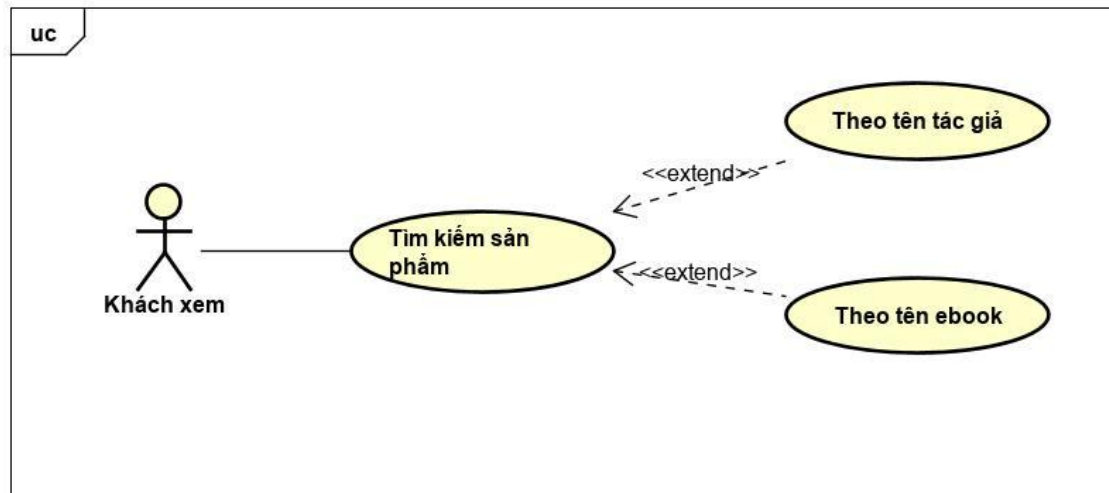 uc
Theo tên tác giả
<<extend>>
Tìm kiếm sản
phẩm
<<extend>>
Khách xem
Theo tên ebook